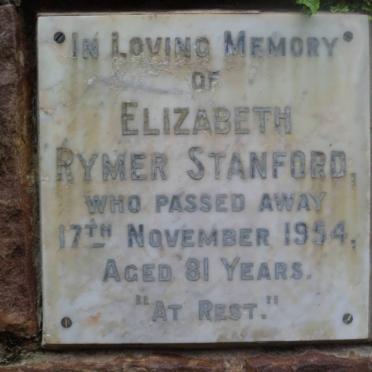 In Loving Memory
of
Elizabeth
Rymer Stanford,
who passed away
17th November 1954,
Aged 81 Years.
"At Rest."